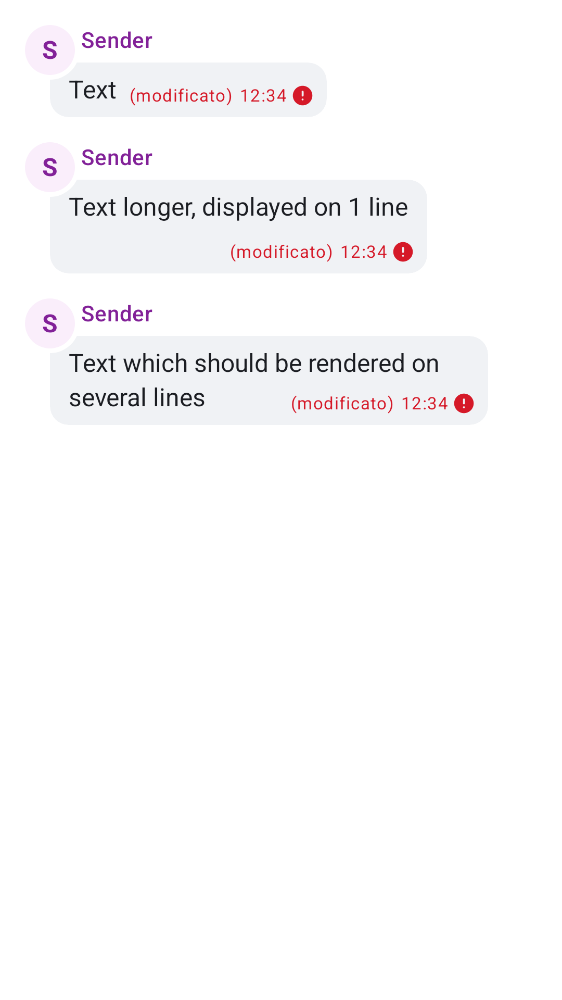 S Sender
Text (modificato) 12:34
S Sender
Text longer, displayed on 1 line
(modificato) 12:34
S Sender
Text which should be rendered on
several lines (modificato) 12:34